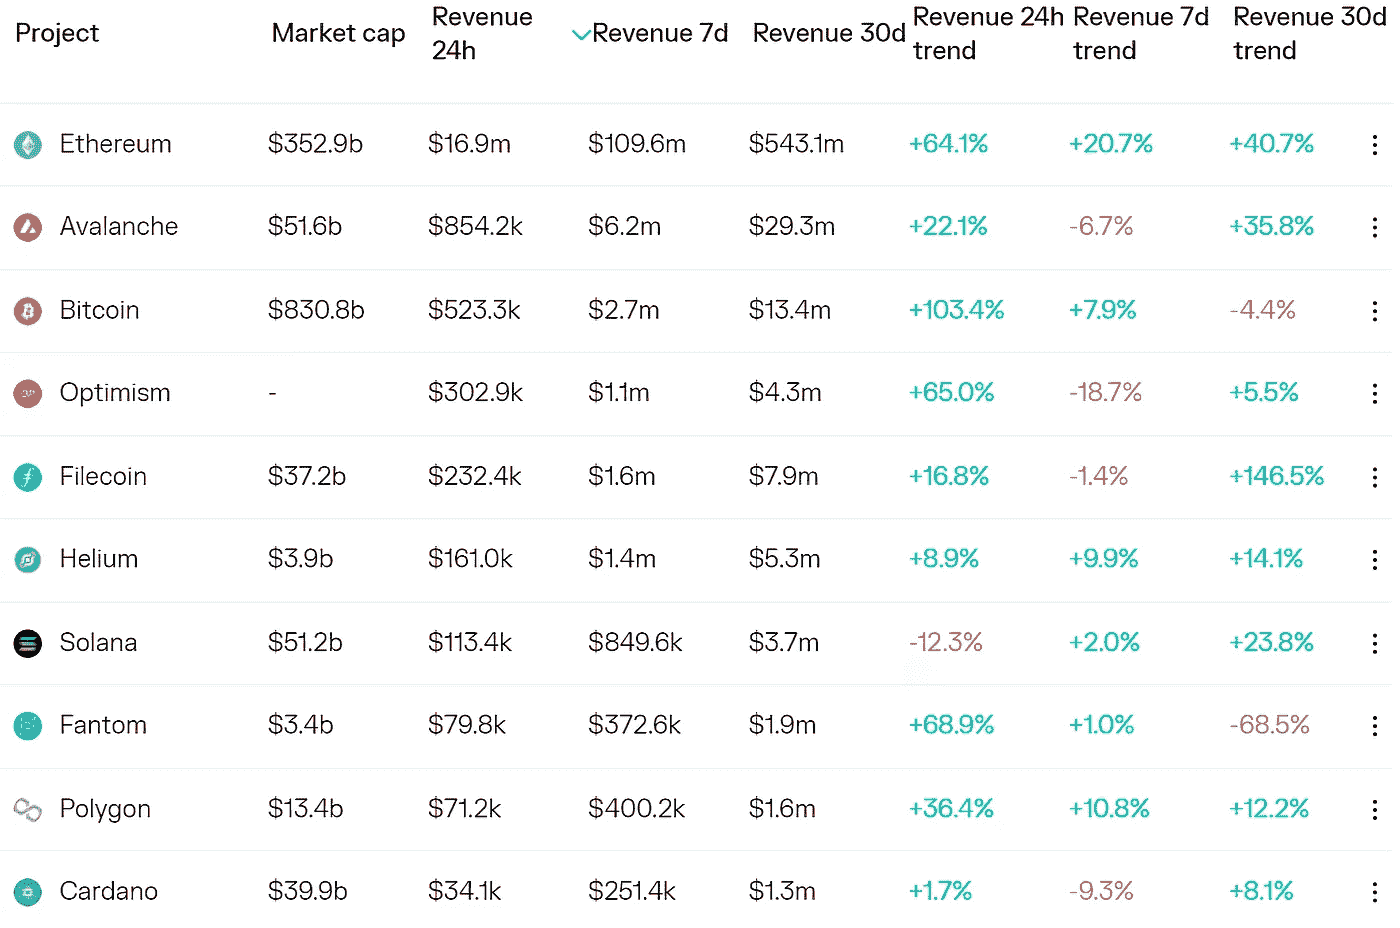 Project Market cap Revenue 24h Revenue 7d Revenue 30d Revenue 24h trend Revenue 7d trend Revenue 30d trend
Ethereum $352.9b $16.9m $109.6m $543.1m +64.1% +20.7% +40.7%
Avalanche $51.6b $854.2k $6.2m $29.3m +22.1% -6.7% +35.8%
Bitcoin $830.8b $523.3k $2.7m $13.4m +103.4% +7.9% -4.4%
Optimism - $302.9k $1.1m $4.3m +65.0% -18.7% +5.5%
Filecoin $37.2b $232.4k $1.6m $7.9m +16.8% -1.4% +146.5%
Helium $3.9b $161.0k $1.4m $5.3m +8.9% +9.9% +14.1%
Solana $51.2b $113.4k $849.6k $3.7m -12.3% +2.0% +23.8%
Fantom $3.4b $79.8k $372.6k $1.9m +68.9% +1.0% -68.5%
Polygon $13.4b $71.2k $400.2k $1.6m +36.4% +10.8% +12.2%
Cardano $39.9b $34.1k $251.4k $1.3m +1.7% -9.3% +8.1%